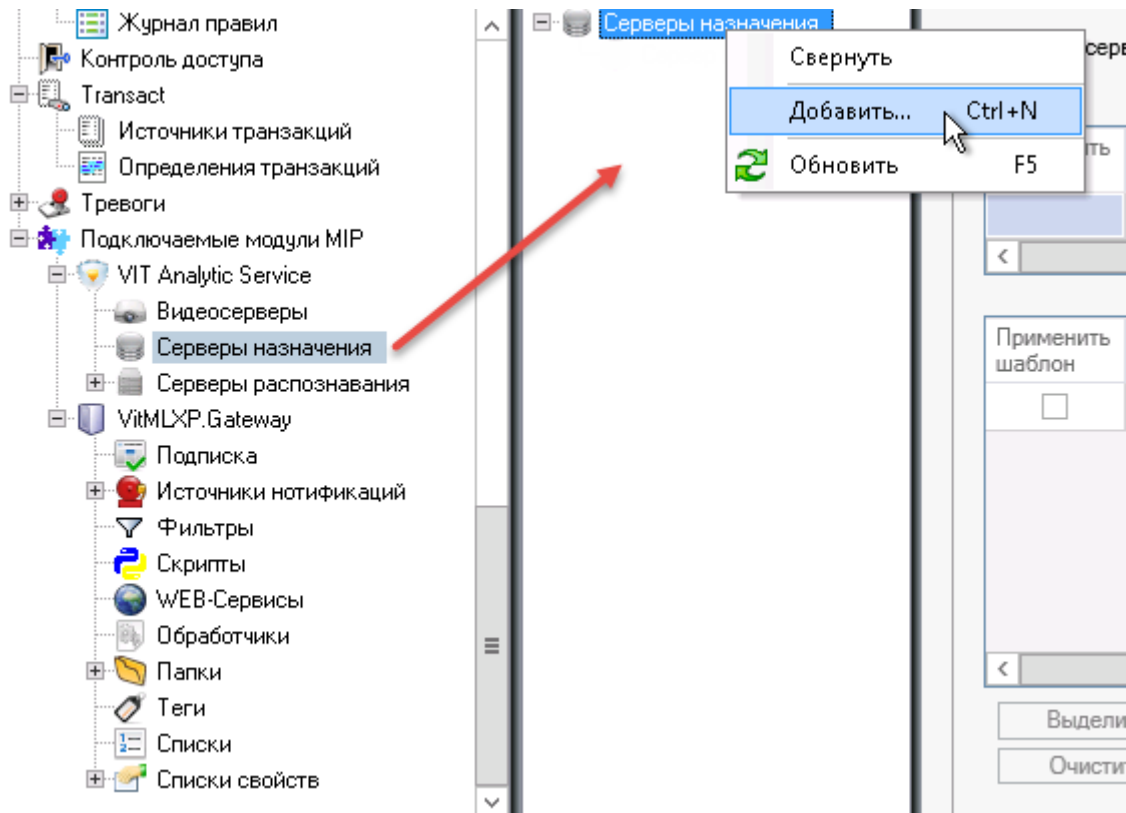 Журнал правил
Контроль доступа
Transact
Источники транзакций
Определения транзакций
Тревоги
Подключаемые модули MIP
VIT Analytic Service
Видеосерверы
Серверы назначения
Серверы распознавания
VitMLXP.Gateway
Подписка
Источники нотификаций
Фильтры
Скрипты
WEB-Сервисы
Обработчики
Папки
Теги
Списки
Списки свойств
Серверы назначения
Свернуть
Добавить... Ctrl+N
Обновить F5
Применить
шаблон